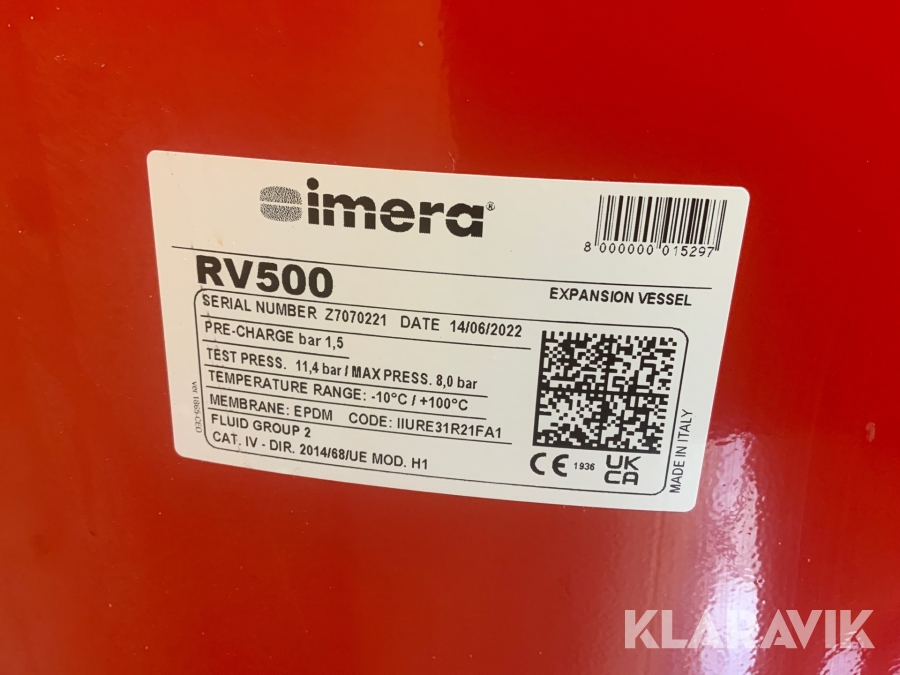 imera®
8 000000 015297
RV500
EXPANSION VESSEL
SERIAL NUMBER Z7070221 DATE 14/06/2022
PRE-CHARGE bar 1,5
TEST PRESS. 11,4 bar / MAX PRESS. 8,0 bar
TEMPERATURE RANGE: -10°C / +100°C
MEMBRANE: EPDM CODE: IIURE31R21FA1
FLUID GROUP 2
CAT. IV - DIR. 2014/68/UE MOD. H1
CE 1936 UK CA
MADE IN ITALY
KLARAVIK